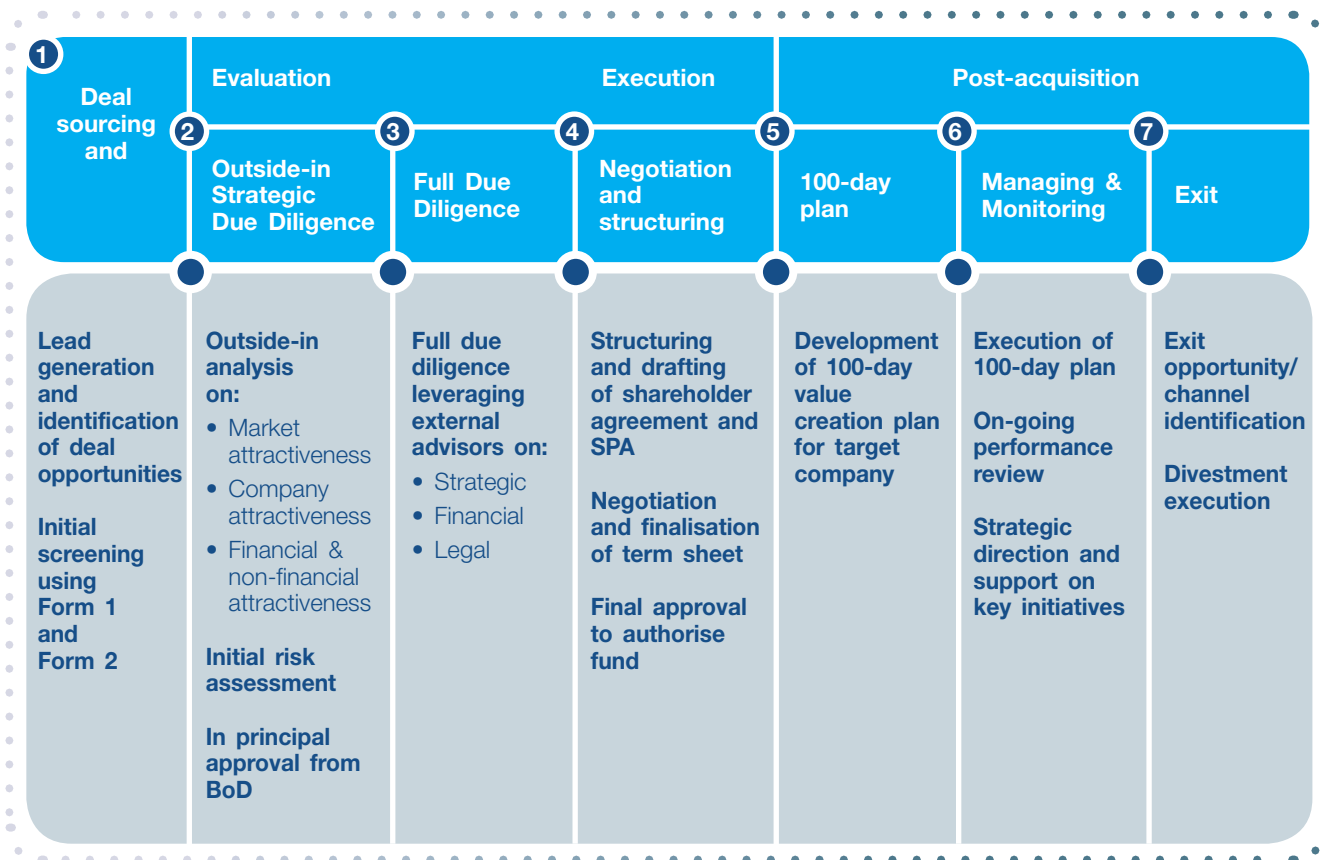 1
Deal
sourcing
and
Evaluation
Execution
Post-acquisition
2
3
4
5
6
7
Outside-in
Strategic
Due Diligence
Full Due
Diligence
Negotiation
and
structuring
100-day
plan
Managing &
Monitoring
Exit
Lead
generation
and
identification
of deal
opportunities
Initial
screening
using
Form 1
and
Form 2
Outside-in
analysis
on:
• Market
attractiveness
• Company
attractiveness
• Financial &
non-financial
attractiveness
Initial risk
assessment
In principal
approval from
BoD
Full due
diligence
leveraging
external
advisors on:
• Strategic
• Financial
• Legal
Structuring
and drafting
of shareholder
agreement and
SPA
Negotiation
and finalisation
of term sheet
Final approval
to authorise
fund
Development
of 100-day
value
creation plan
for target
company
Execution of
100-day plan
On-going
performance
review
Strategic
direction and
support on
key initiatives
Exit
opportunity/
channel
identification
Divestment
execution